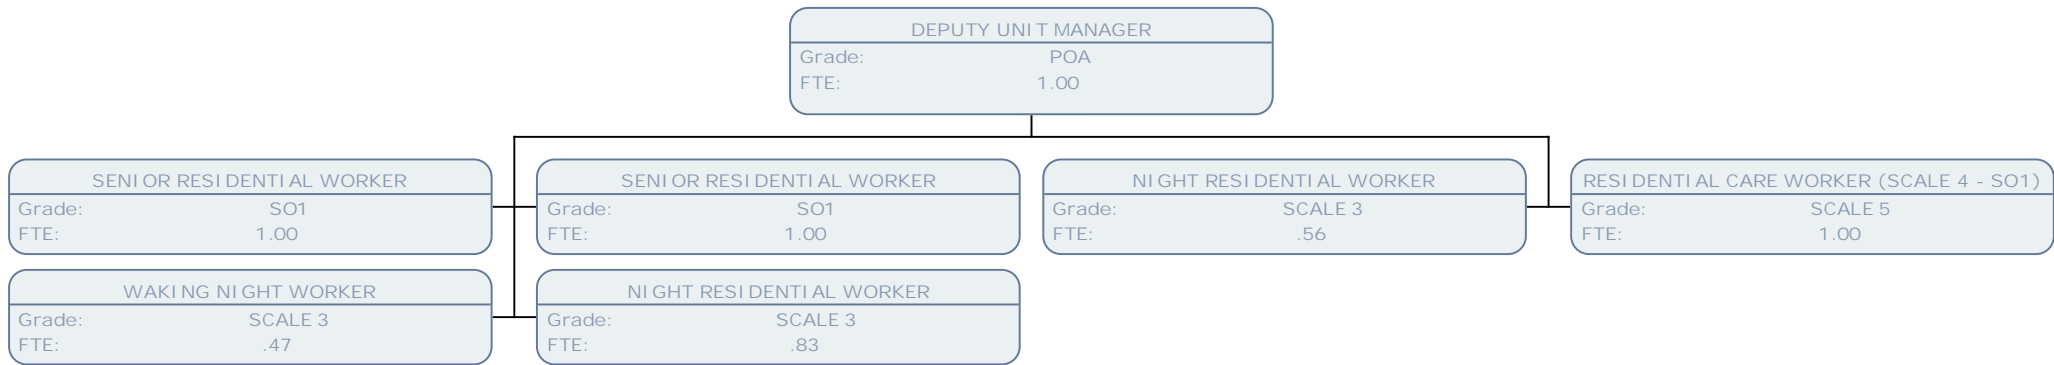 DEPUTY UNIT MANAGER
Grade: POA
FTE: 1.00
SENIOR RESIDENTIAL WORKER
Grade: SO1
FTE: 1.00
SENIOR RESIDENTIAL WORKER
Grade: SO1
FTE: 1.00
NIGHT RESIDENTIAL WORKER
Grade: SCALE 3
FTE: .56
RESIDENTIAL CARE WORKER (SCALE 4 - SO1)
Grade: SCALE 5
FTE: 1.00
WAKING NIGHT WORKER
Grade: SCALE 3
FTE: .47
NIGHT RESIDENTIAL WORKER
Grade: SCALE 3
FTE: .83